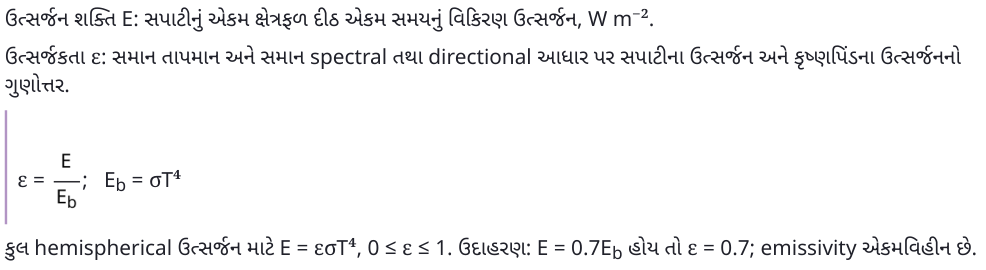 ઉત્સર્જન શક્તિ E: સપાટીનું એકમ ક્ષેત્રફળ દીઠ એકમ સમયનું વિકિરણ ઉત્સર્જન, W m⁻².
ઉત્સર્જકતા ε: સમાન તાપમાન અને સમાન spectral તથા directional આધાર પર સપાટીના ઉત્સર્જન અને કૃષ્ણપિંડના ઉત્સર્જનનો
ગુણોત્તર.
ε = E/E_b; E_b = σT⁴
કુલ hemispherical ઉત્સર્જન માટે E = εσT⁴, 0 ≤ ε ≤ 1. ઉદાહરણ: E = 0.7E_b હોય તો ε = 0.7; emissivity એકમવિહીન છે.